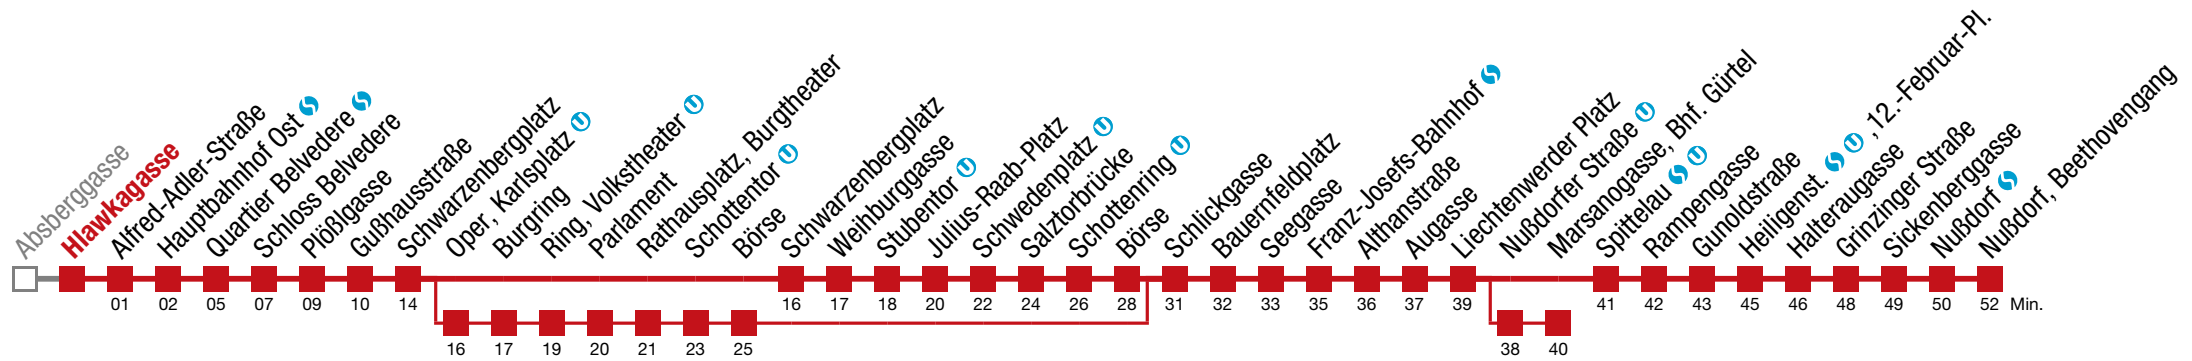 Absberggasse
Hlawkagasse
Alfred-Adler-Straße
Hauptbahnhof Ost
Quartier Belvedere
Schloss Belvedere
Plößlgasse
Gußhausstraße
Schwarzenbergplatz
Oper, Karlsplatz U
Burgring
Ring, Volkstheater U
Parlament
Rathausplatz, Burgtheater
Schottentor U
Börse
Schwarzenbergplatz
Weihburggasse
Stubentor U
Julius-Raab-Platz
Schwedenplatz U
Salztorbrücke
Schottenring U
Börse
Schlickgasse
Bauernfeldplatz
Seegasse
Franz-Josefs-Bahnhof
Althanstraße
Augasse
Liechtenwerder Platz
Nußdorfer Straße U
Marsanogasse, Bhf. Gürtel
Spittelau U
Rampengasse
Gunoldstraße
Heiligenst. U ,12.-Februar-Pl.
Halteraugasse
Grinzinger Straße
Sickenberggasse
Nußdorf
Nußdorf, Beethovengang
01 02 05 07 09 10 14 16 17 18 20 22 24 26 28 31 32 33 35 36 37 39 41 42 43 45 46 48 49 50 52 Min.
16 17 19 20 21 23 25 38 40